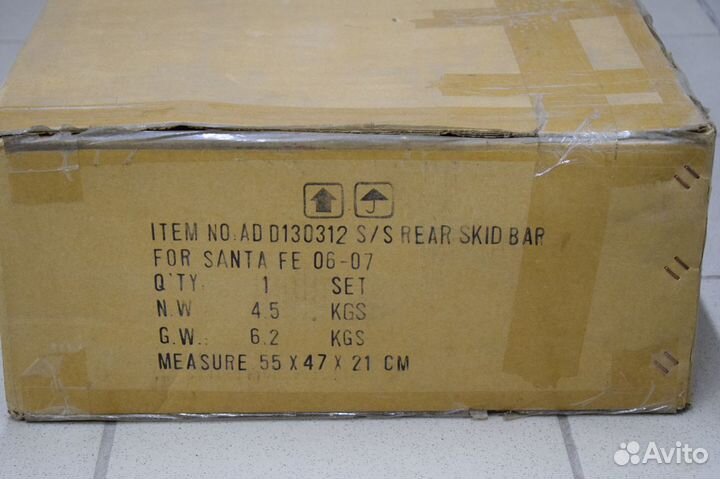 ITEM NO: AD D130312 S/S REAR SKID BAR
FOR SANTA FE 06-07
Q'TY: 1 SET
N.W 4.5 KGS
G.W.: 6.2 KGS
MEASURE 55 X 47 X 21 CM
Avito